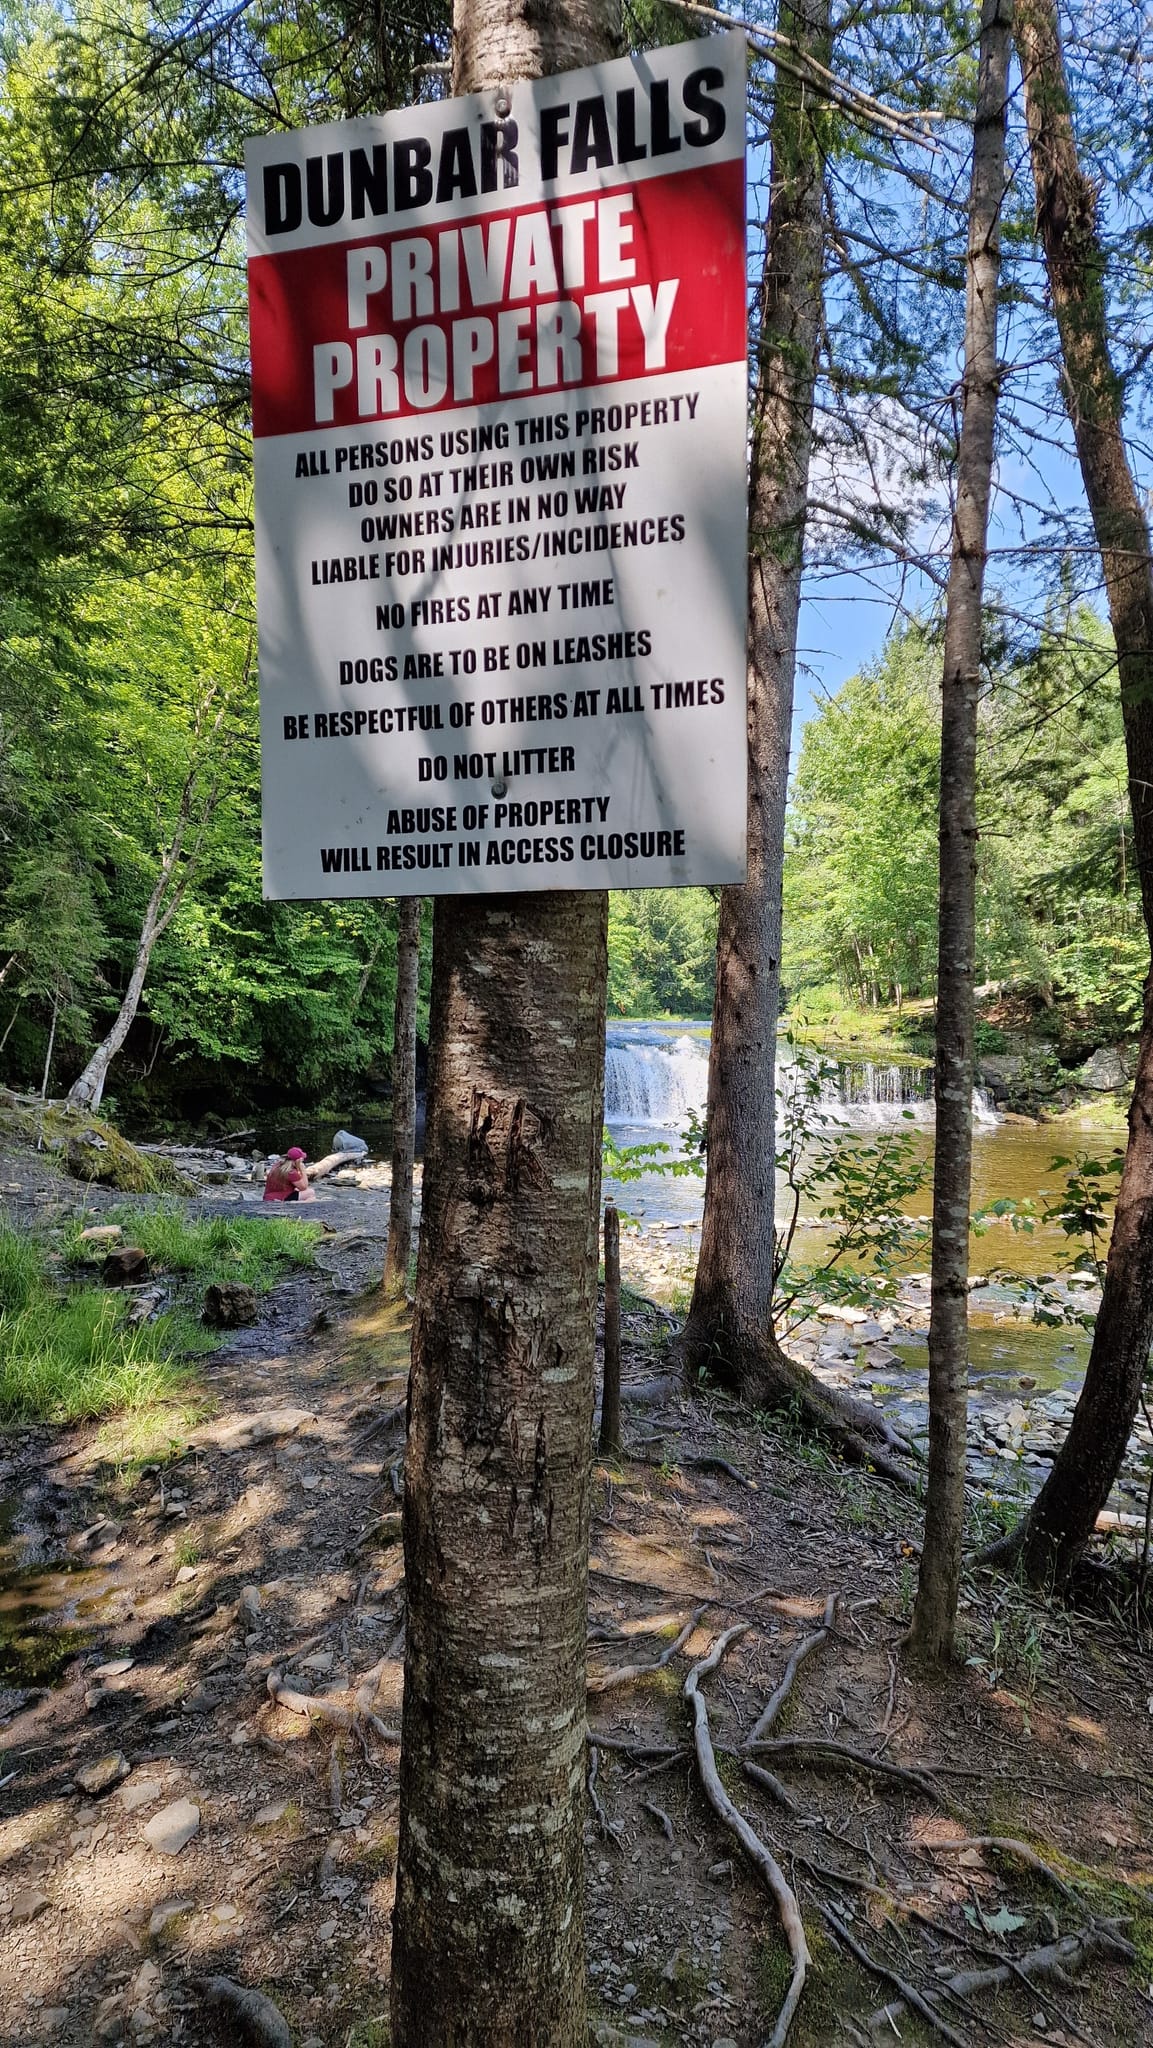 DUNBAR FALLS
PRIVATE
PROPERTY
ALL PERSONS USING THIS PROPERTY
DO SO AT THEIR OWN RISK
OWNERS ARE IN NO WAY
LIABLE FOR INJURIES/INCIDENCES
NO FIRES AT ANY TIME
DOGS ARE TO BE ON LEASHES
BE RESPECTFUL OF OTHERS AT ALL TIMES
DO NOT LITTER
ABUSE OF PROPERTY
WILL RESULT IN ACCESS CLOSURE